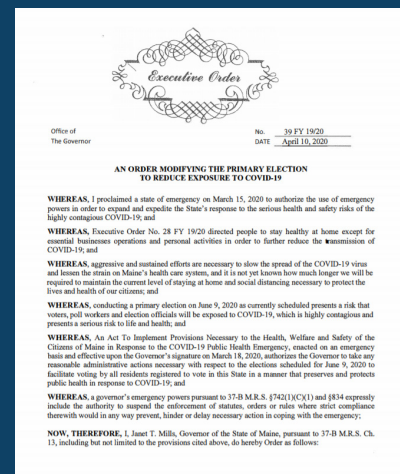 Executive Order
Office of
The Governor
No. 39 FY 19/20
DATE April 10, 2020
AN ORDER MODIFYING THE PRIMARY ELECTION
TO REDUCE EXPOSURE TO COVID-19
WHEREAS, I proclaimed a state of emergency on March 15, 2020 to authorize the use of emergency
powers in order to expand and expedite the State's response to the serious health and safety risks of the
highly contagious COVID-19; and
WHEREAS, Executive Order No. 28 FY 19/20 directed people to stay healthy at home except for
essential businesses operations and personal activities in order to further reduce the transmission of
COVID-19; and
WHEREAS, aggressive and sustained efforts are necessary to slow the spread of the COVID-19 virus
and lessen the strain on Maine's health care system, and it is not yet known how much longer we will be
required to maintain the current level of staying at home and social distancing necessary to protect the
lives and health of our citizens; and
WHEREAS, conducting a primary election on June 9, 2020 as currently scheduled presents a risk that
voters, poll workers and election officials will be exposed to COVID-19, which is highly contagious and
presents a serious risk to life and health; and
WHEREAS, An Act To Implement Provisions Necessary to the Health, Welfare and Safety of the
Citizens of Maine in Response to the COVID-19 Public Health Emergency, enacted on an emergency
basis and effective upon the Governor's signature on March 18, 2020, authorizes the Governor to take any
reasonable administrative actions necessary with respect to the elections scheduled for June 9, 2020 to
facilitate voting by all residents registered to vote in this State in a manner that preserves and protects
public health in response to COVID-19; and
WHEREAS, a governor's emergency powers pursuant to 37-B M.R.S. §742(1)(C)(1) and §834 expressly
include the authority to suspend the enforcement of statutes, orders or rules where strict compliance
therewith would in any way prevent, hinder or delay necessary action in coping with the emergency;
NOW, THEREFORE, I, Janet T. Mills, Governor of the State of Maine, pursuant to 37-B M.R.S. Ch.
13, including but not limited to the provisions cited above, do hereby Order as follows: